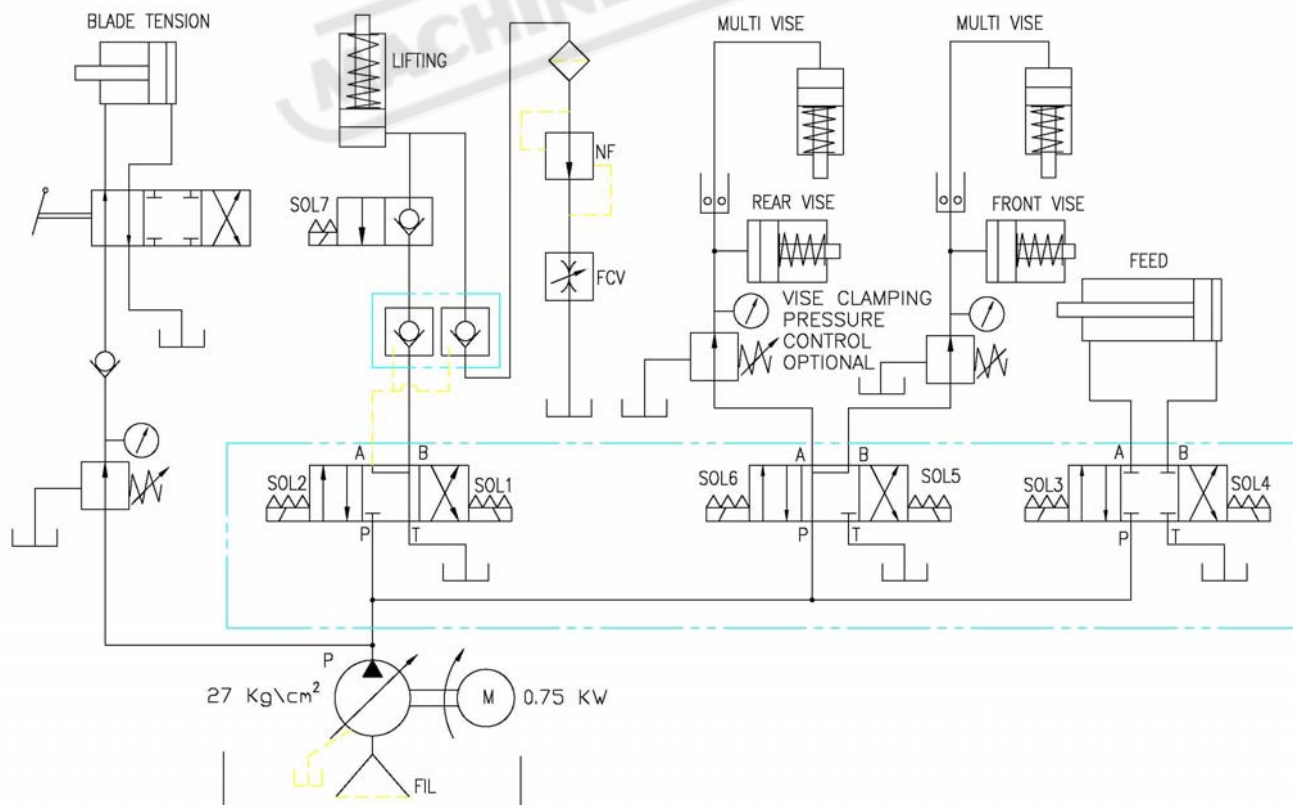 BLADE TENSION
MULTI VISE
MULTI VISE
LIFTING
NF
SOL7
REAR VISE
FRONT VISE
FCV
FEED
VISE CLAMPING
PRESSURE
CONTROL
OPTIONAL
A B
A B
A B
SOL2
SOL1
SOL6
SOL5
SOL3
SOL4
P T
P T
P T
P
27 Kg\cm²
M
0.75 KW
FIL